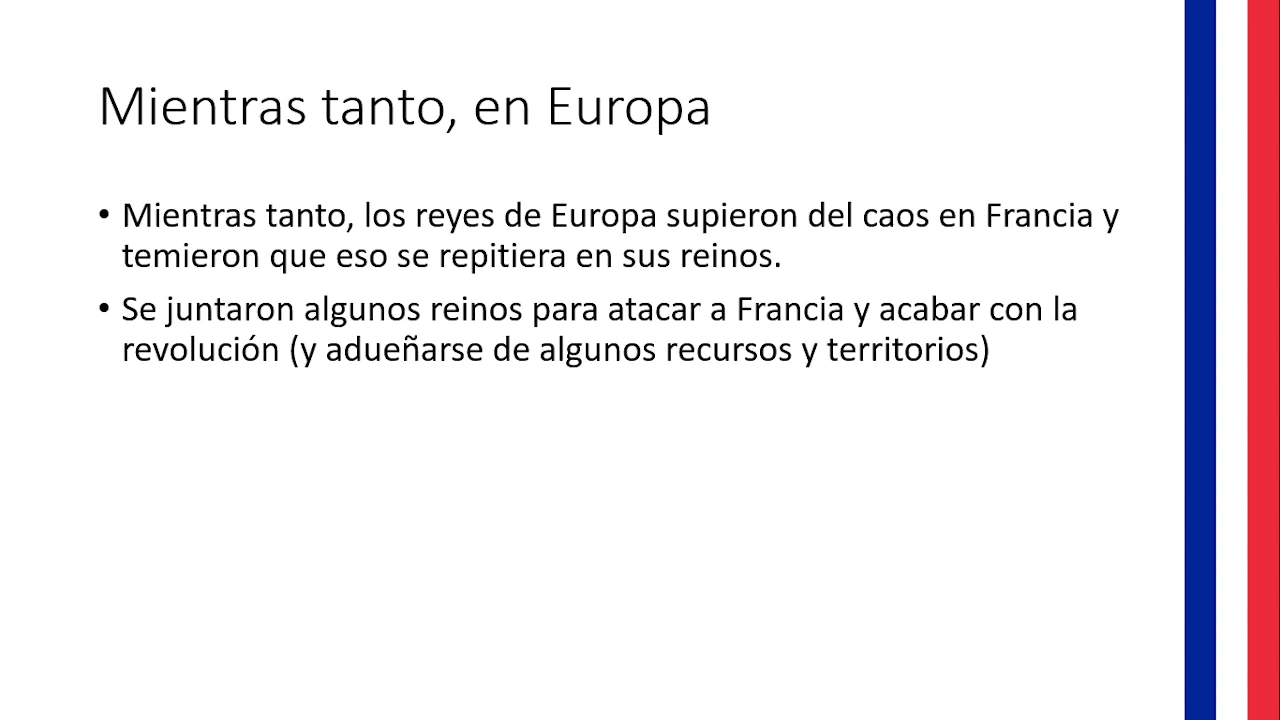 Mientras tanto, en Europa
• Mientras tanto, los reyes de Europa supieron del caos en Francia y
temieron que eso se repitiera en sus reinos.
• Se juntaron algunos reinos para atacar a Francia y acabar con la
revolución (y adueñarse de algunos recursos y territorios)